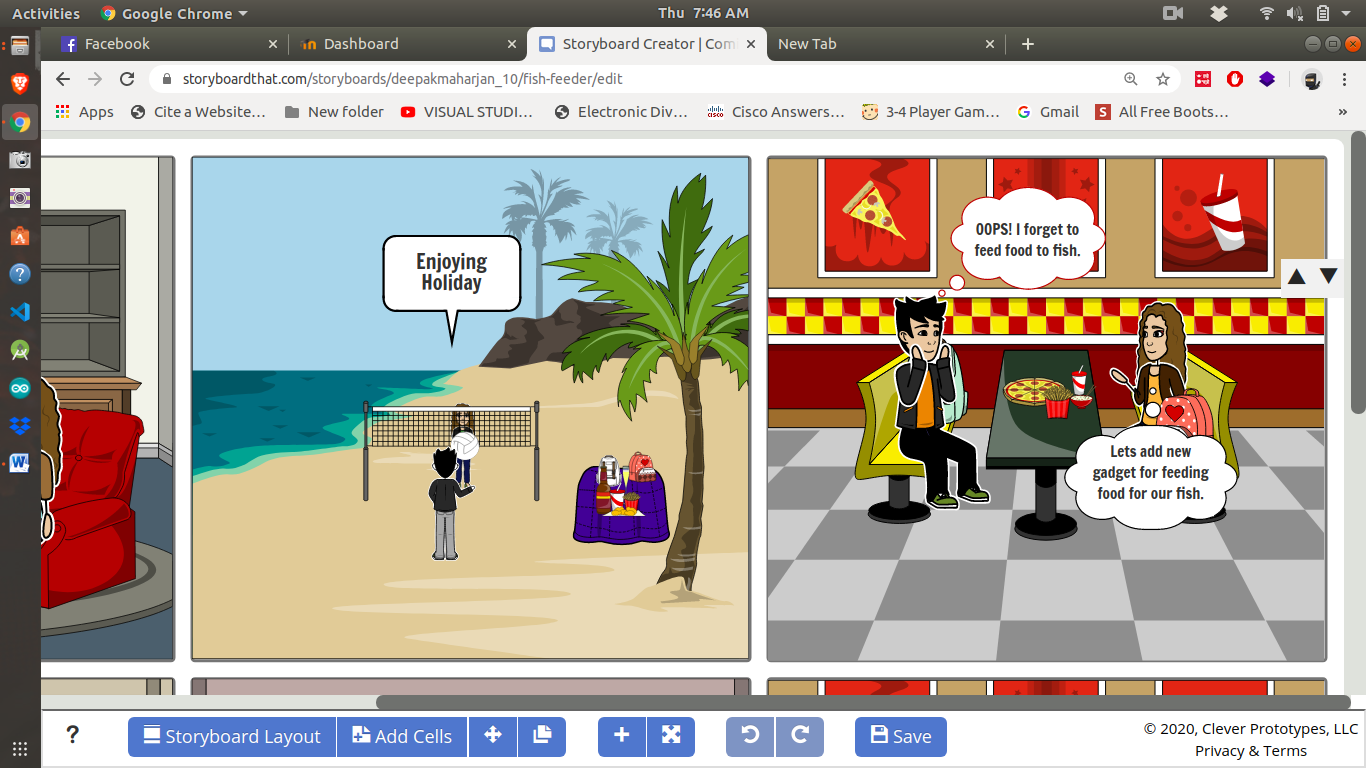 Activities
Google Chrome
Thu 7:46 AM
Facebook
Dashboard
Storyboard Creator | Com
New Tab
storyboardthat.com/storyboards/deepakmaharjan_10/fish-feeder/edit
Apps
Cite a Website...
New folder
VISUAL STUDI...
Electronic Div...
Cisco Answers...
3-4 Player Gam...
Gmail
All Free Boots...
»
Enjoying
Holiday
OOPS! I forget to
feed food to fish.
Lets add new
gadget for feeding
food for our fish.
?
Storyboard Layout
Add Cells
Save
© 2020, Clever Prototypes, LLC
Privacy & Terms